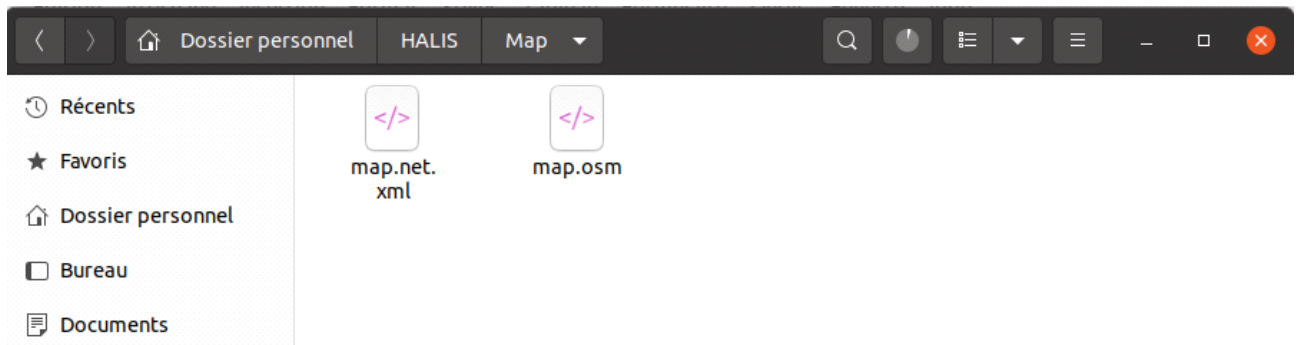 Dossier personnel HALIS Map
Récents
Favoris
Dossier personnel
Bureau
Documents
</>
</>
map.net.
xml
map.osm